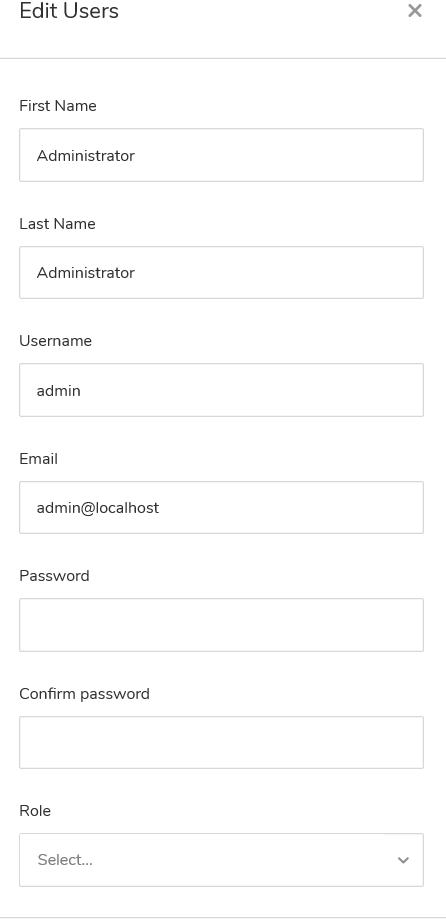 Edit Users
First Name
Administrator
Last Name
Administrator
Username
admin
Email
admin@localhost
Password
Confirm password
Role
Select...